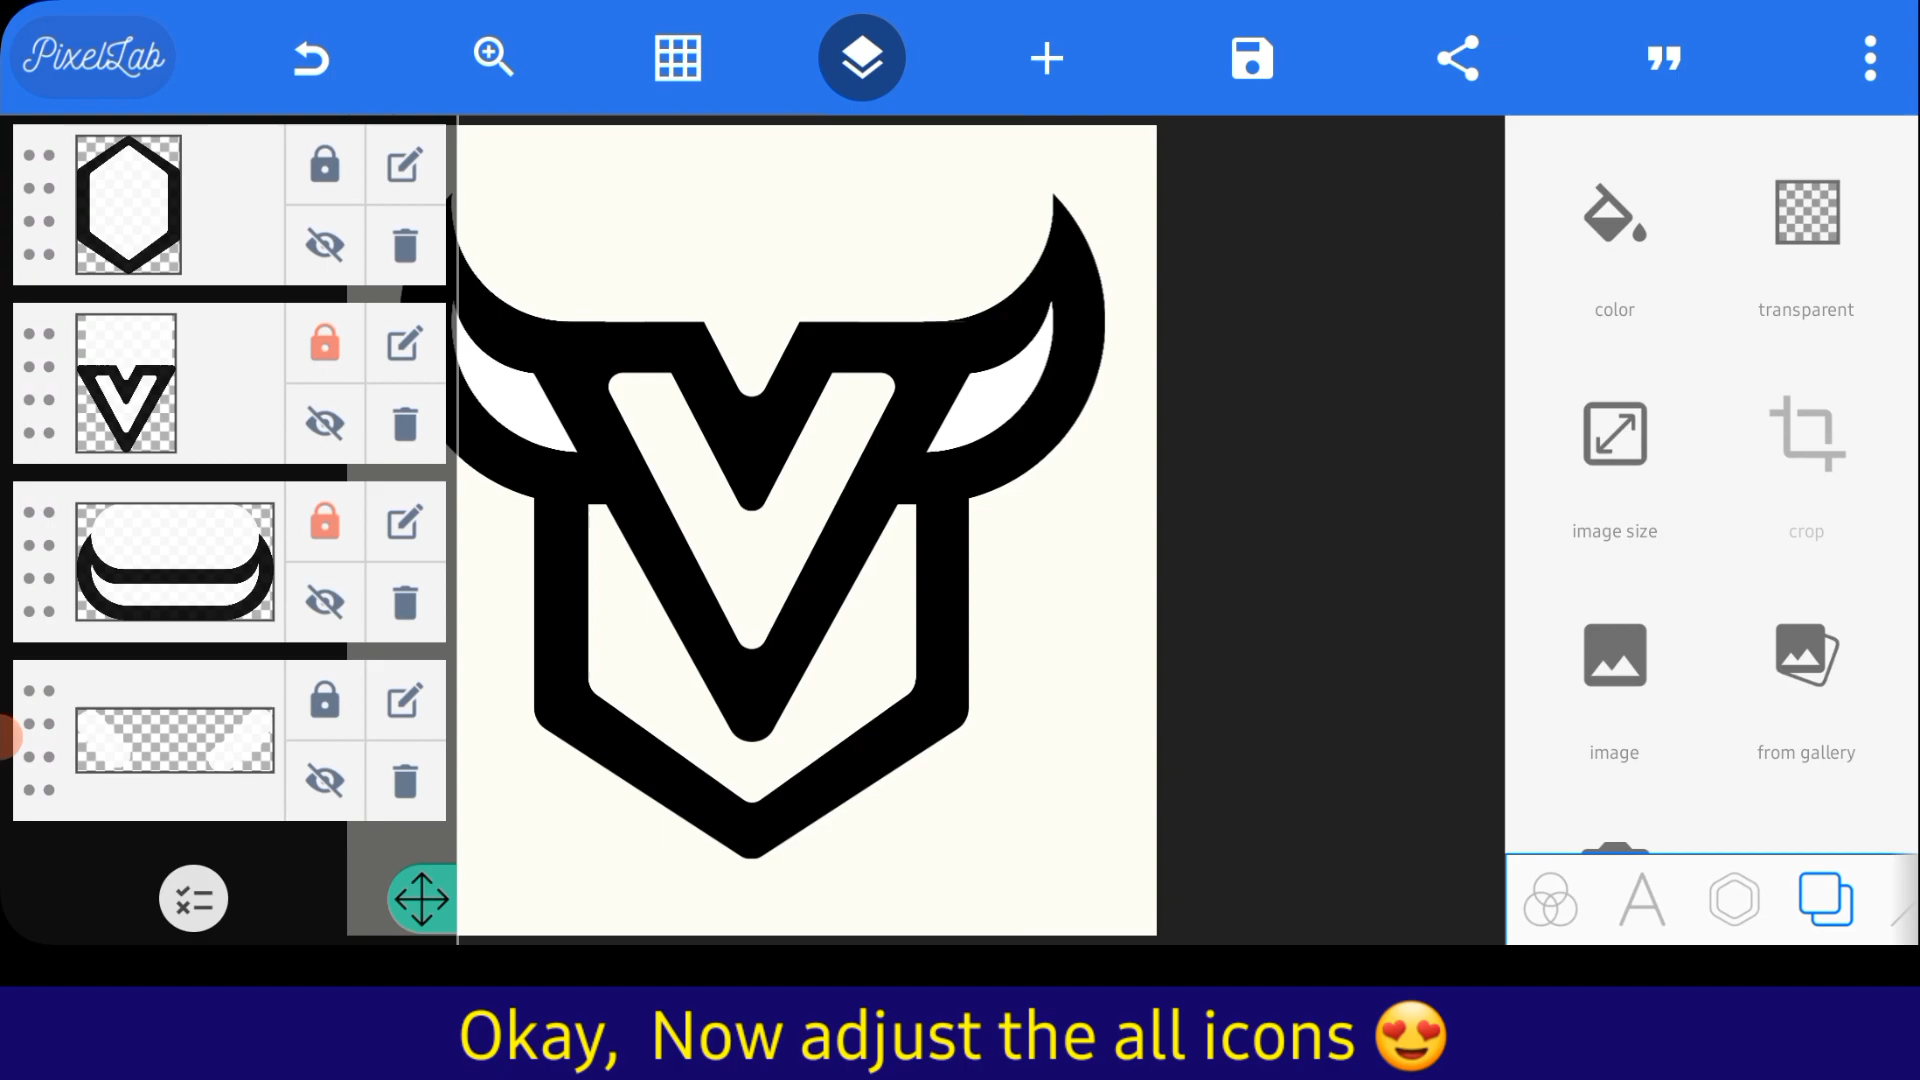 PixelLab
color
transparent
image size
crop
image
from gallery
Okay, Now adjust the all icons 😍